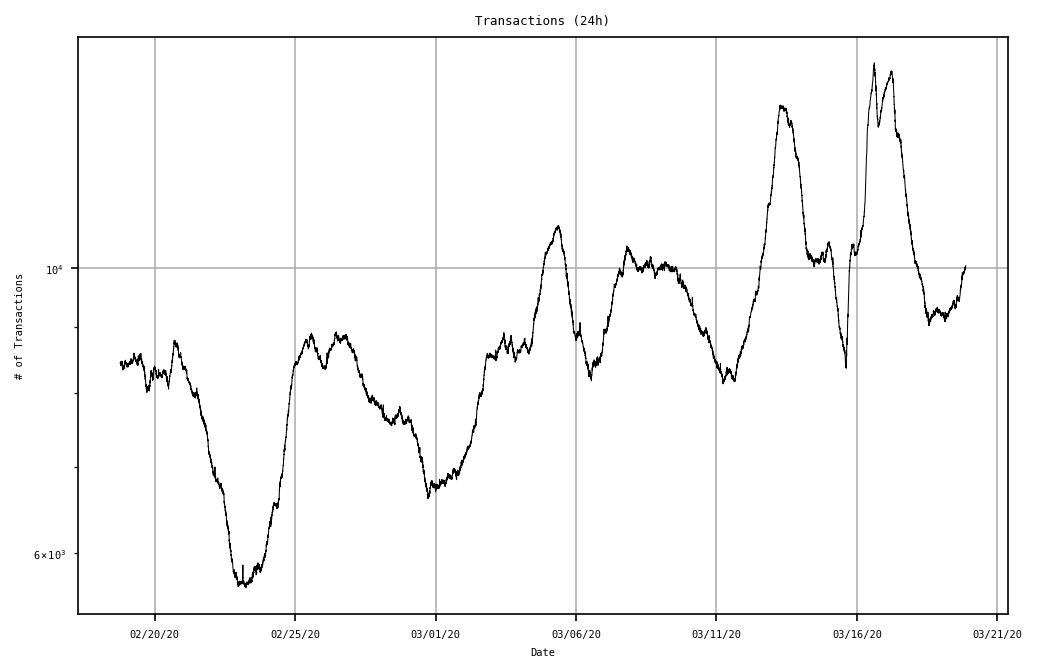 Transactions (24h)
# of Transactions
10⁴
6×10³
02/20/20 02/25/20 03/01/20 03/06/20 03/11/20 03/16/20 03/21/20
Date